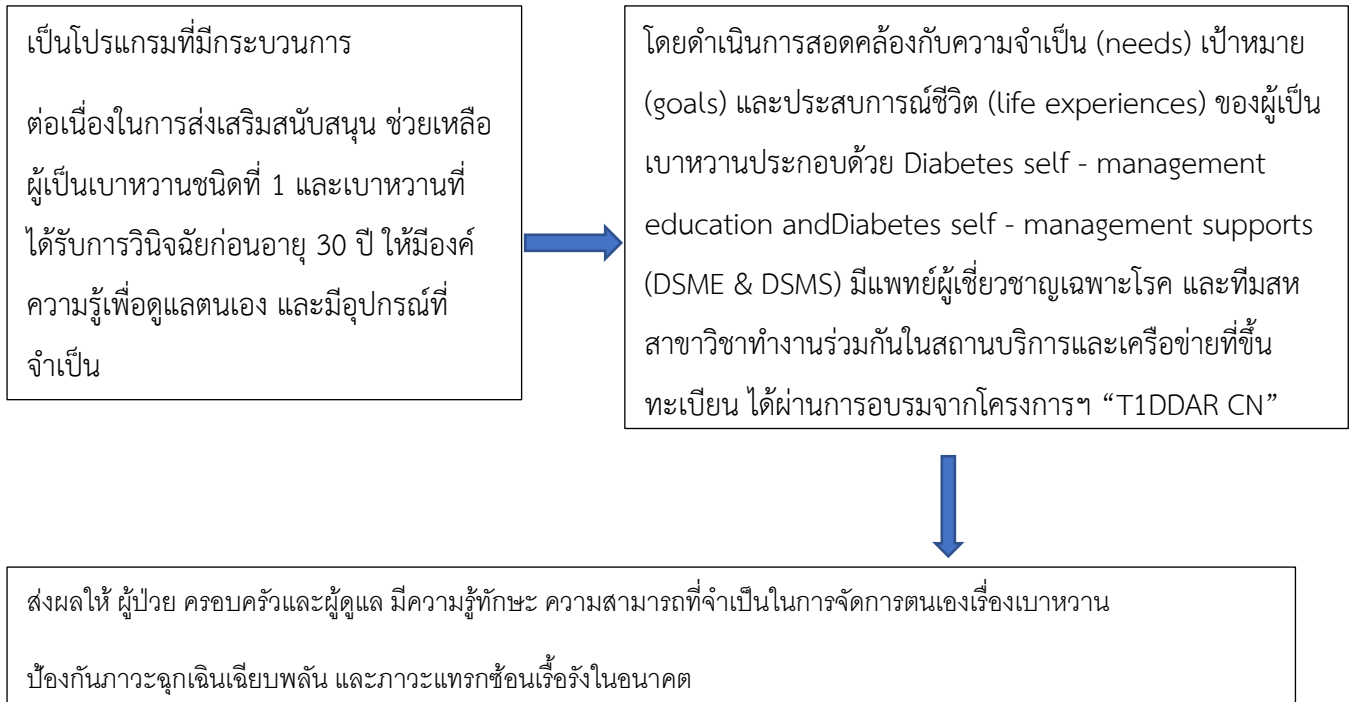 เป็นโปรแกรมที่มีกระบวนการ
ต่อเนื่องในการส่งเสริมสนับสนุน ช่วยเหลือ
ผู้เป็นเบาหวานชนิดที่ 1 และเบาหวานที่
ได้รับการวินิจฉัยก่อนอายุ 30 ปี ให้มีองค์
ความรู้เพื่อดูแลตนเอง และมีอุปกรณ์ที่
จำเป็น
โดยดำเนินการสอดคล้องกับความจำเป็น (needs) เป้าหมาย
(goals) และประสบการณ์ชีวิต (life experiences) ของผู้เป็น
เบาหวานประกอบด้วย Diabetes self - management
education andDiabetes self - management supports
(DSME & DSMS) มีแพทย์ผู้เชี่ยวชาญเฉพาะโรค และทีมสห
สาขาวิชาทำงานร่วมกันในสถานบริการและเครือข่ายที่ขึ้น
ทะเบียน ได้ผ่านการอบรมจากโครงการฯ “T1DDAR CN”
ส่งผลให้ ผู้ป่วย ครอบครัวและผู้ดูแล มีความรู้ทักษะ ความสามารถที่จำเป็นในการจัดการตนเองเรื่องเบาหวาน
ป้องกันภาวะฉุกเฉินเฉียบพลัน และภาวะแทรกซ้อนเรื้อรังในอนาคต